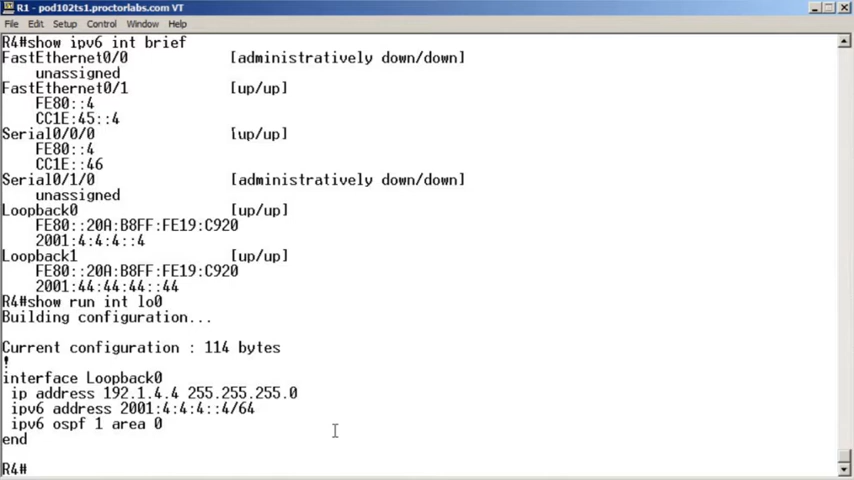 R1 - pod102ts1.proctorlabs.com VT
File Edit Setup Control Window Help
R4#show ipv6 int brief
FastEthernet0/0 [administratively down/down]
unassigned
FastEthernet0/1 [up/up]
FE80::4
CC1E:45::4
Serial0/0/0 [up/up]
FE80::4
CC1E::46
Serial0/1/0 [administratively down/down]
unassigned
Loopback0 [up/up]
FE80::20A:B8FF:FE19:C920
2001:4:4:4::4
Loopback1 [up/up]
FE80::20A:B8FF:FE19:C920
2001:44:44:44::44
R4#show run int lo0
Building configuration...
Current configuration : 114 bytes
!
interface Loopback0
ip address 192.1.4.4 255.255.255.0
ipv6 address 2001:4:4:4::4/64
ipv6 ospf 1 area 0
end
R4#